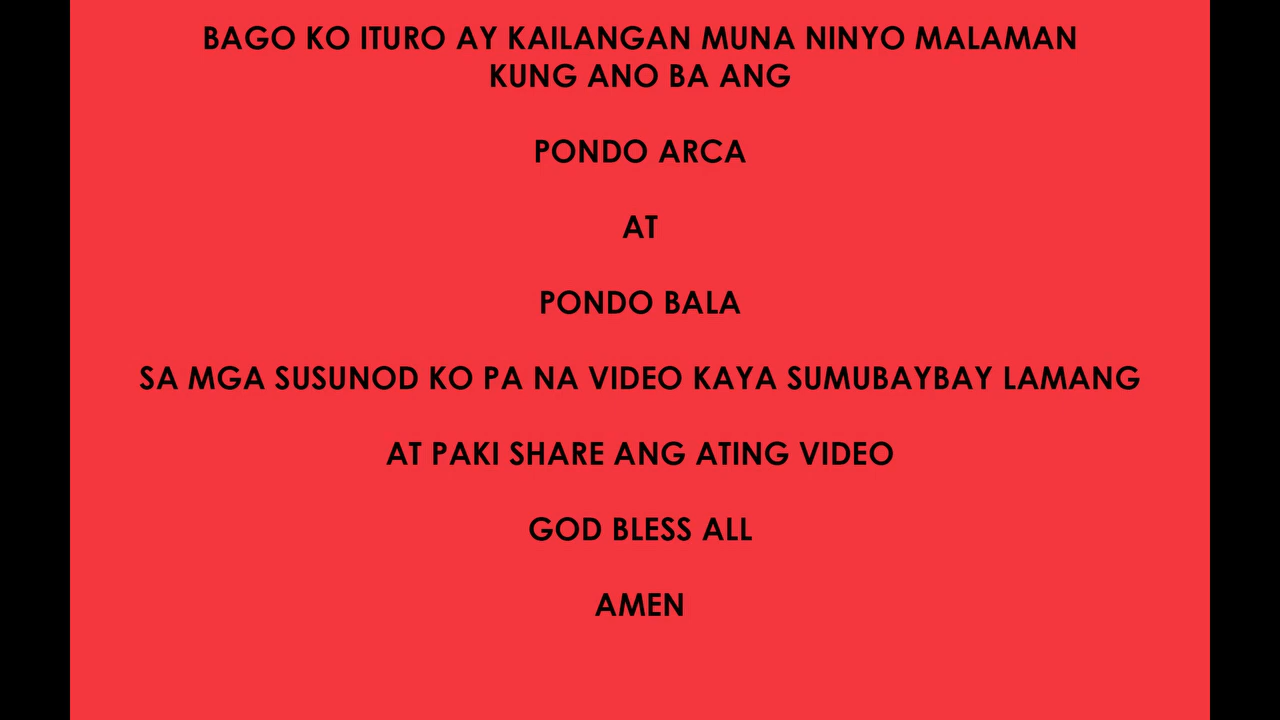 BAGO KO ITURO AY KAILANGAN MUNA NINYO MALAMAN
KUNG ANO BA ANG
PONDO ARCA
AT
PONDO BALA
SA MGA SUSUNOD KO PA NA VIDEO KAYA SUMUBAYBAY LAMANG
AT PAKI SHARE ANG ATING VIDEO
GOD BLESS ALL
AMEN